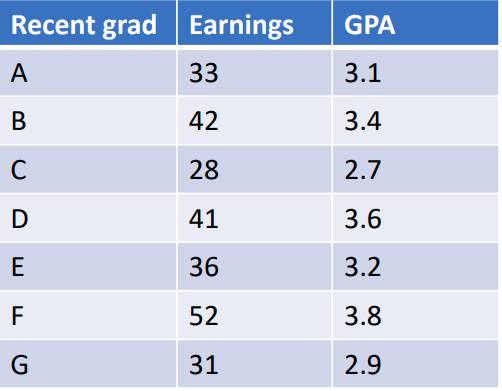 Recent grad Earnings GPA
A 33 3.1
B 42 3.4
C 28 2.7
D 41 3.6
E 36 3.2
F 52 3.8
G 31 2.9